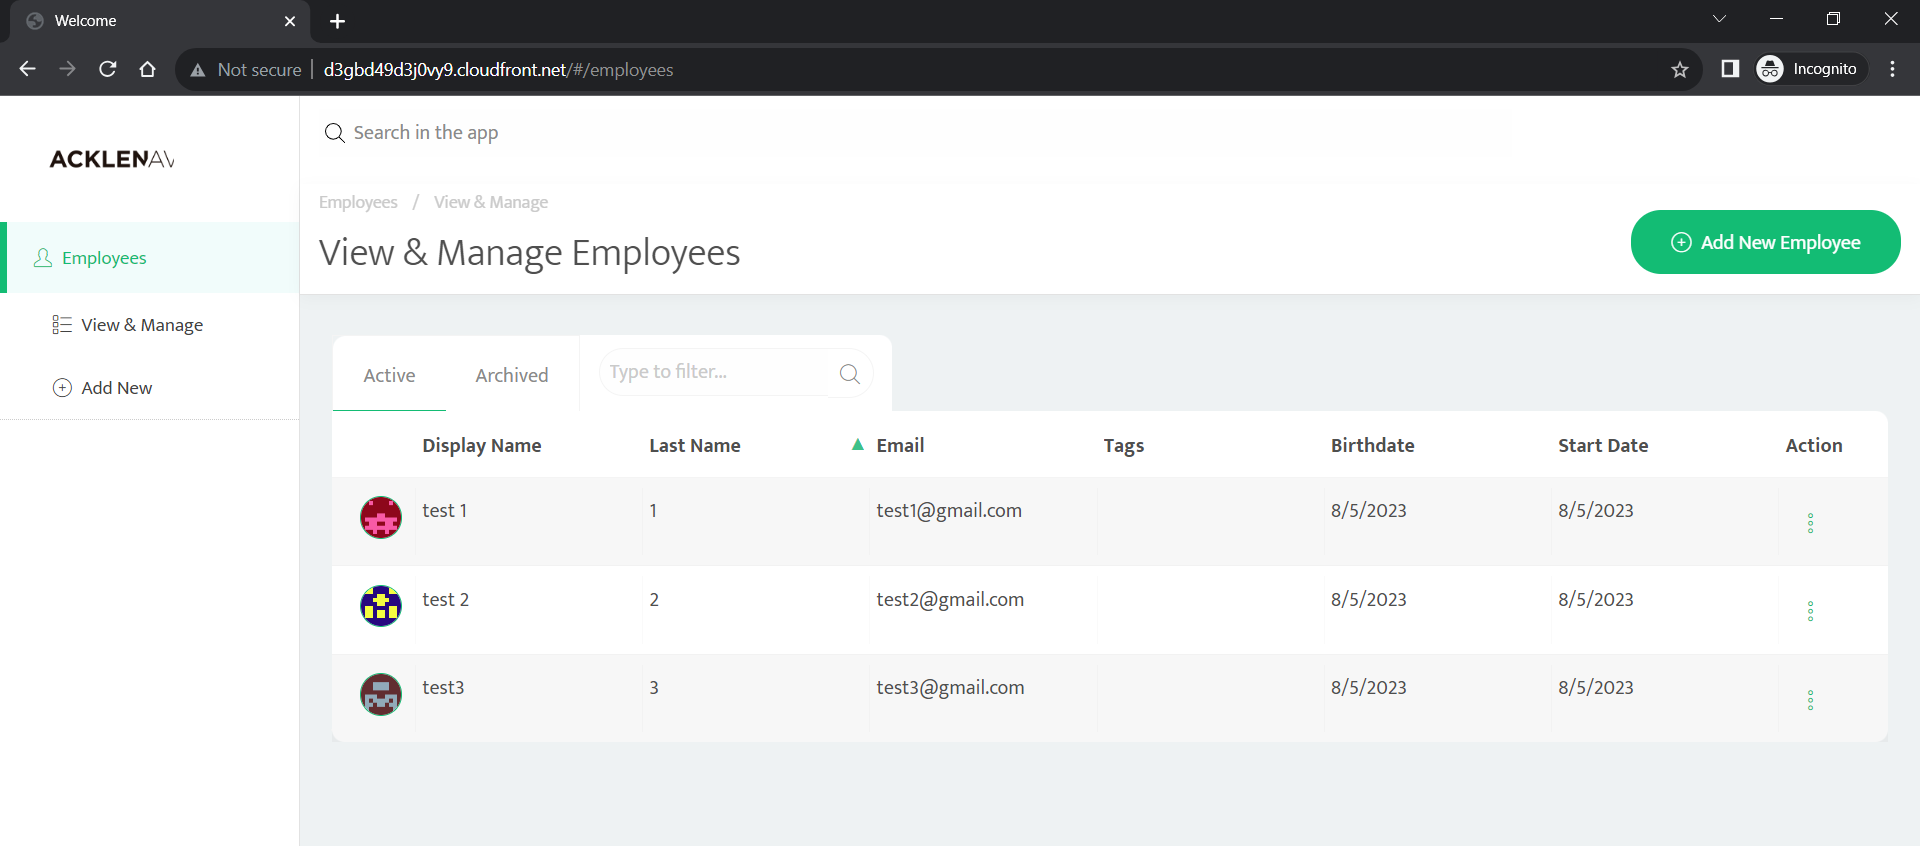 Welcome
Not secure d3gbd49d3j0vy9.cloudfront.net/#/employees Incognito
ACKLENAV
Search in the app
Employees / View & Manage
View & Manage Employees
Add New Employee
Employees
View & Manage
Add New
Active Archived Type to filter...
Display Name Last Name ▲ Email Tags Birthdate Start Date Action
test 1 1 test1@gmail.com 8/5/2023 8/5/2023
test 2 2 test2@gmail.com 8/5/2023 8/5/2023
test3 3 test3@gmail.com 8/5/2023 8/5/2023